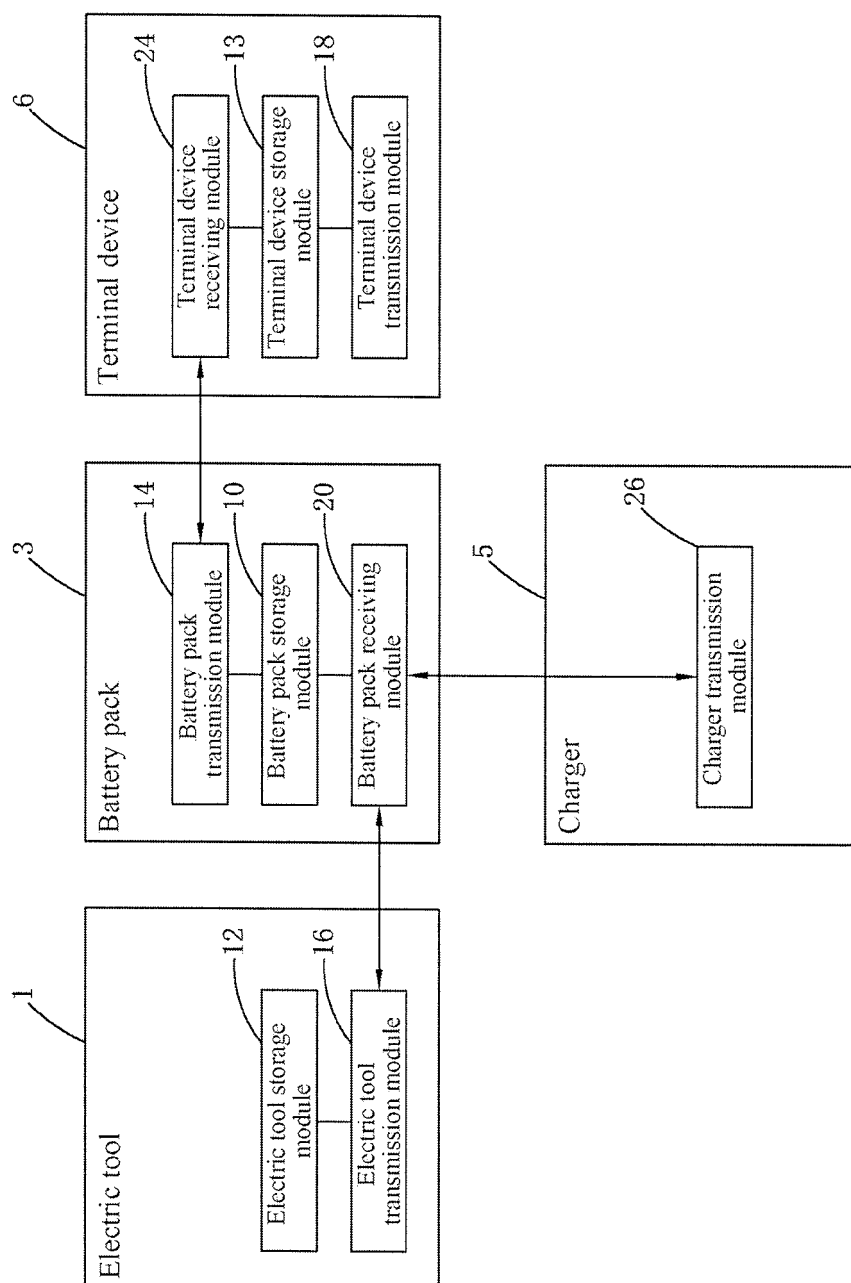 1
Electric tool
12
Electric tool storage
module
16
Electric tool
transmission module
3
Battery pack
14
Battery pack
transmission module
10
Battery pack storage
module
20
Battery pack receiving
module
6
Terminal device
24
Terminal device
receiving module
13
Terminal device storage
module
18
Terminal device
transmission module
5
Charger
26
Charger transmission
module